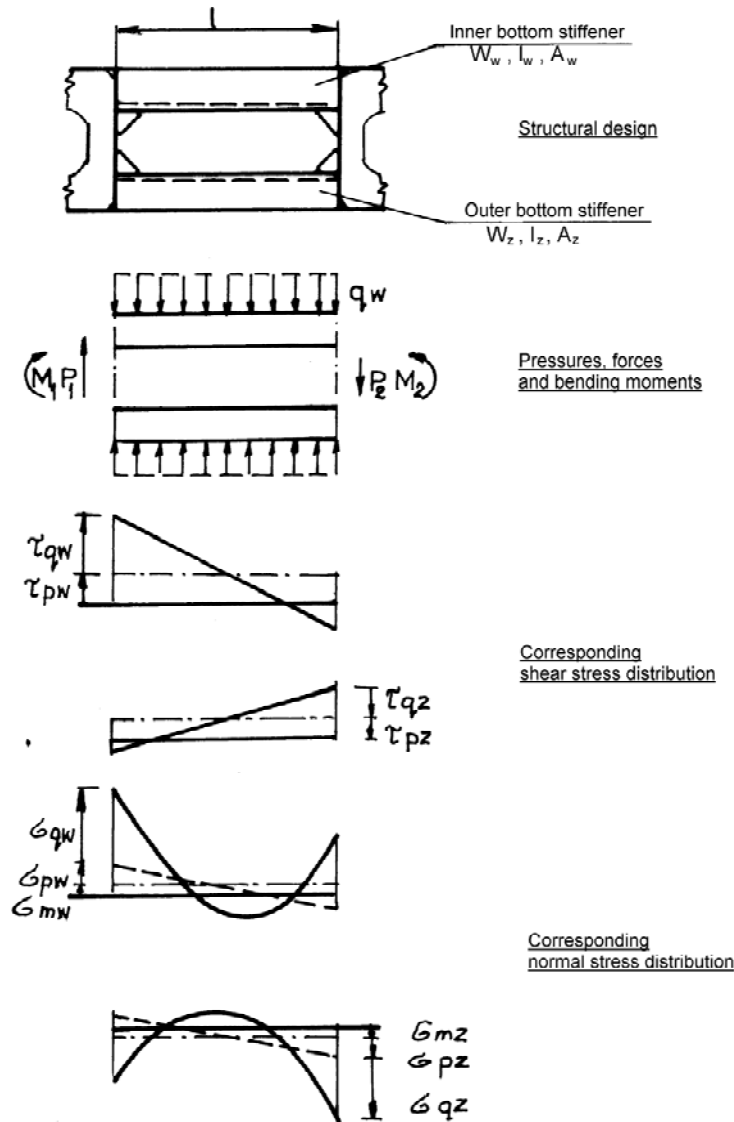 l
Inner bottom stiffener
Ww , Iw , Aw
Structural design
Outer bottom stiffener
Wz , Iz, Az
qw
M1 P1
P2 M2
Pressures, forces
and bending moments
τqw
τpw
Corresponding
shear stress distribution
τqz
τpz
σqw
σpw
σmw
Corresponding
normal stress distribution
σmz
σpz
σqz